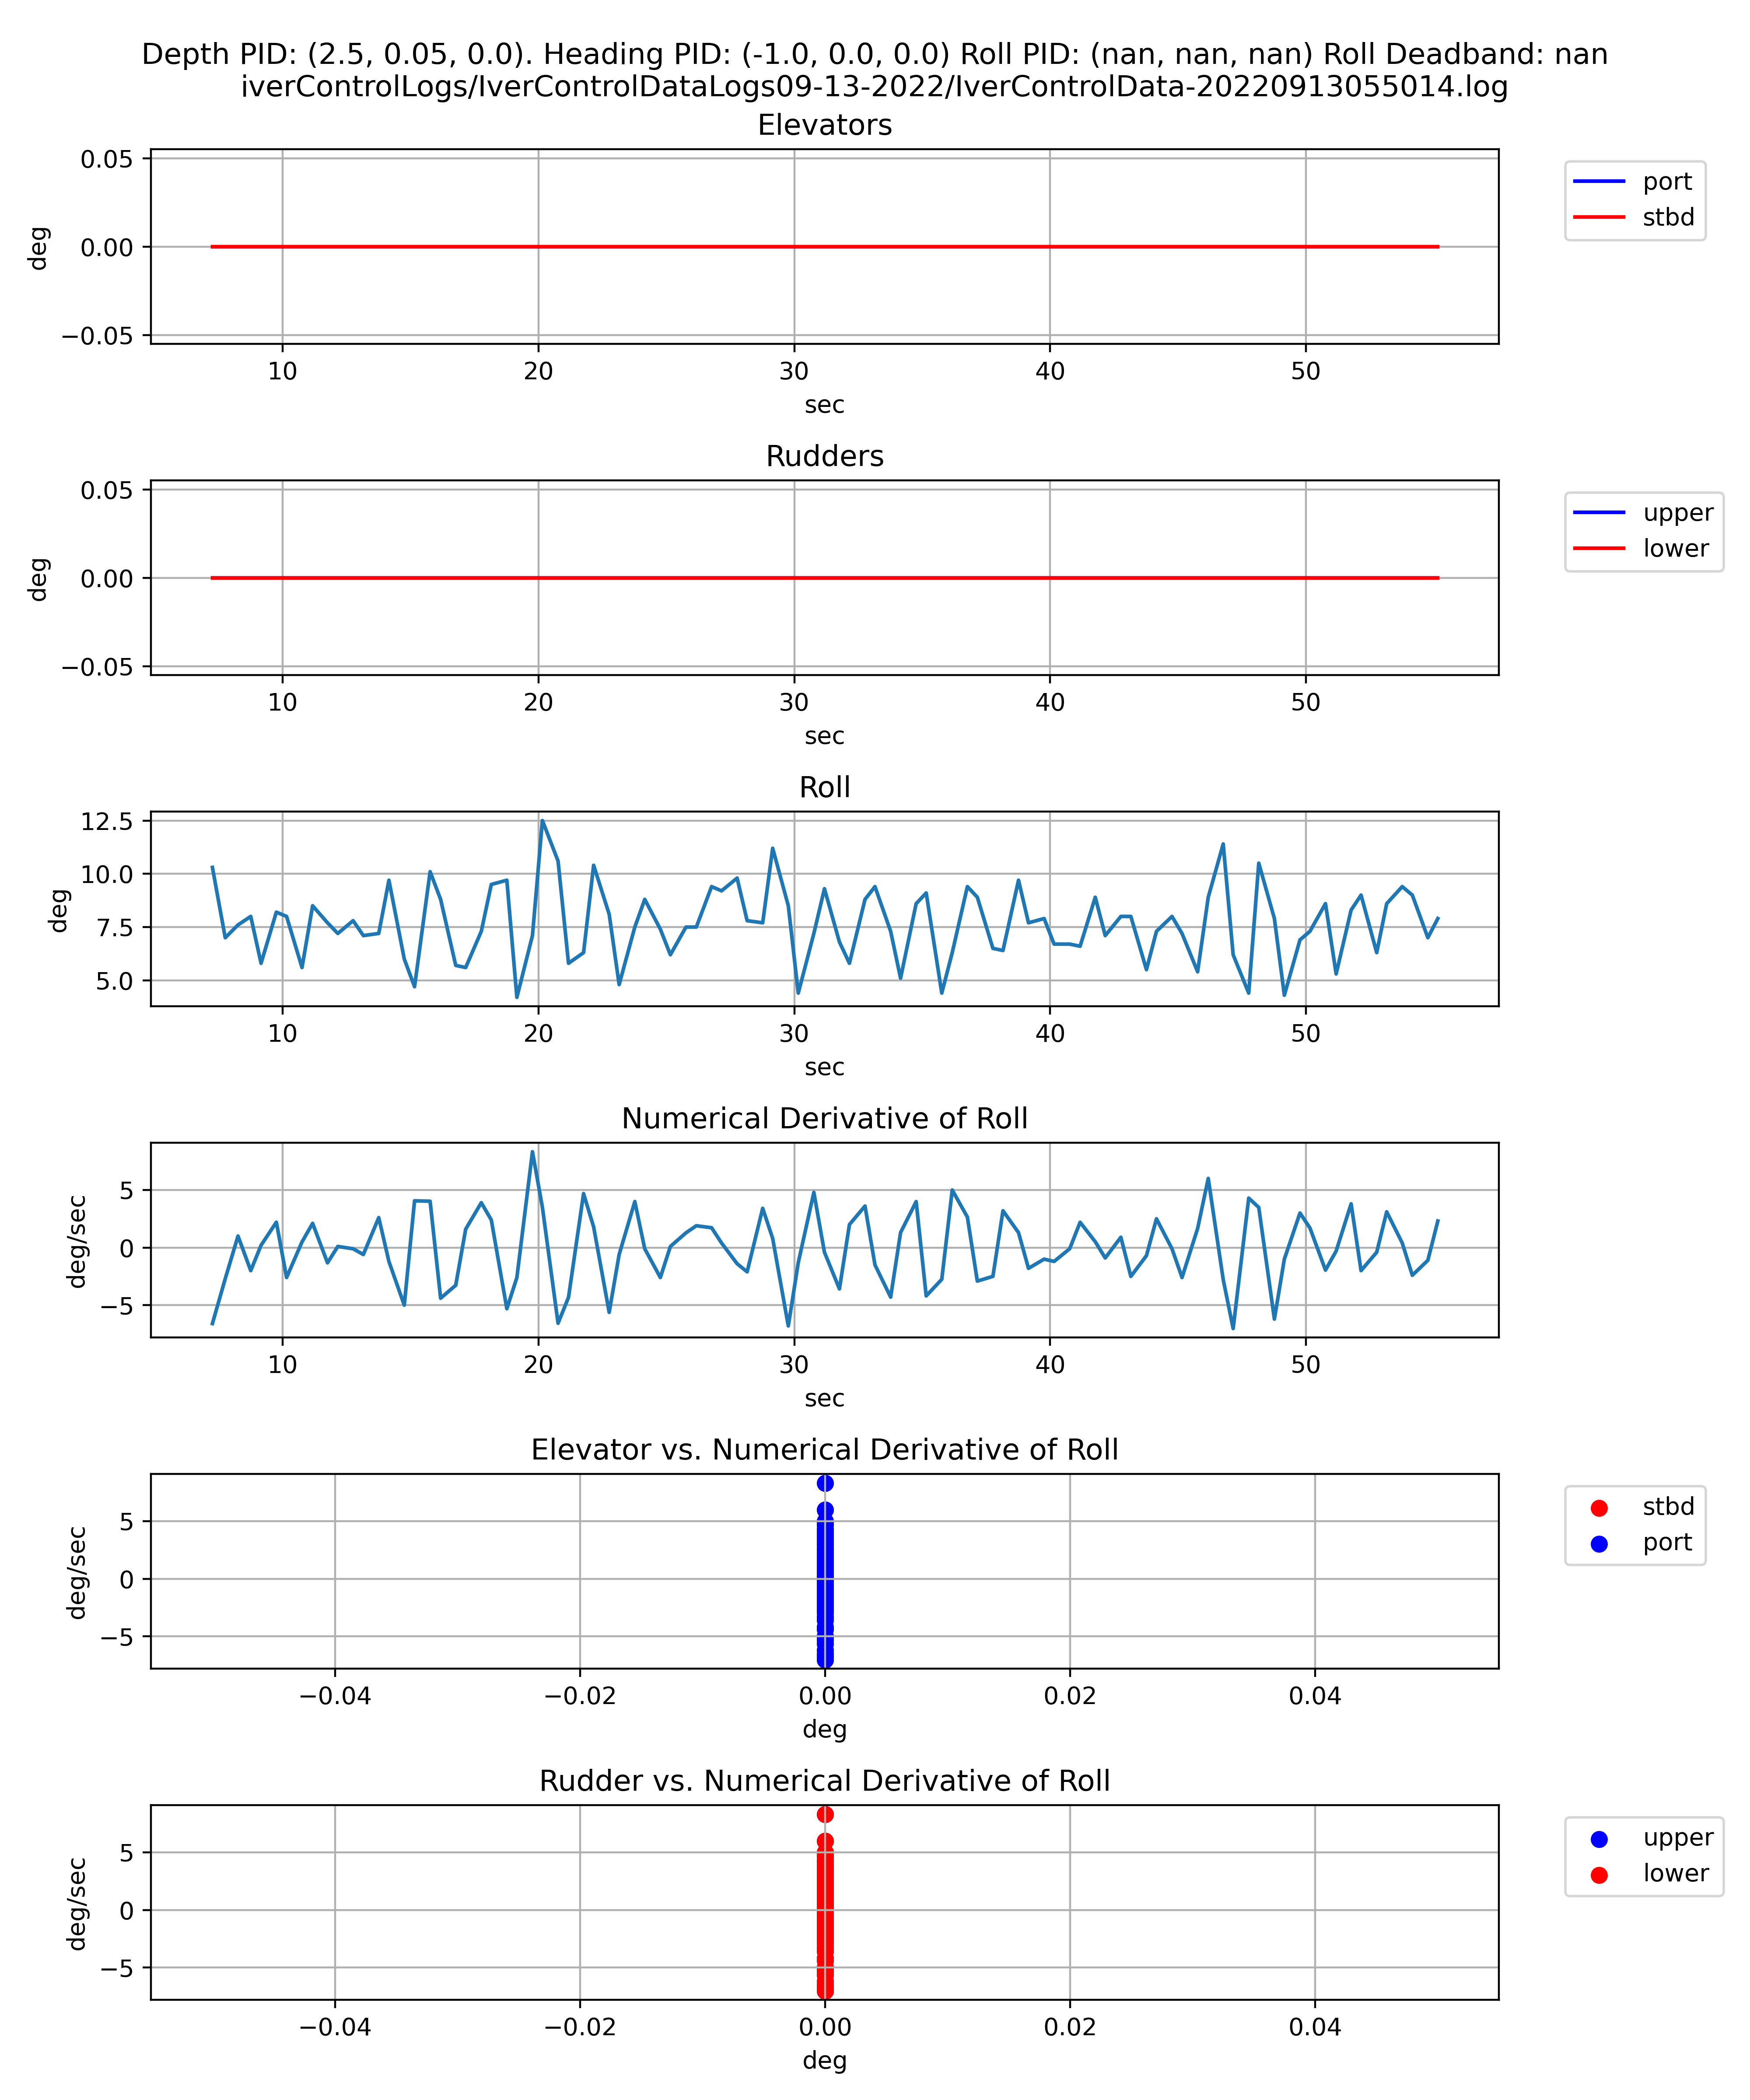 Depth PID: (2.5, 0.05, 0.0). Heading PID: (-1.0, 0.0, 0.0) Roll PID: (nan, nan, nan) Roll Deadband: nan
iverControlLogs/IverControlDataLogs09-13-2022/IverControlData-20220913055014.log
Elevators
0.05
0.00
−0.05
deg
10 20 30 40 50
sec
port
stbd
Rudders
0.05
0.00
−0.05
deg
10 20 30 40 50
sec
upper
lower
Roll
12.5
10.0
7.5
5.0
deg
10 20 30 40 50
sec
Numerical Derivative of Roll
5
0
−5
deg/sec
10 20 30 40 50
sec
Elevator vs. Numerical Derivative of Roll
5
0
−5
deg/sec
−0.04 −0.02 0.00 0.02 0.04
deg
stbd
port
Rudder vs. Numerical Derivative of Roll
5
0
−5
deg/sec
−0.04 −0.02 0.00 0.02 0.04
deg
upper
lower